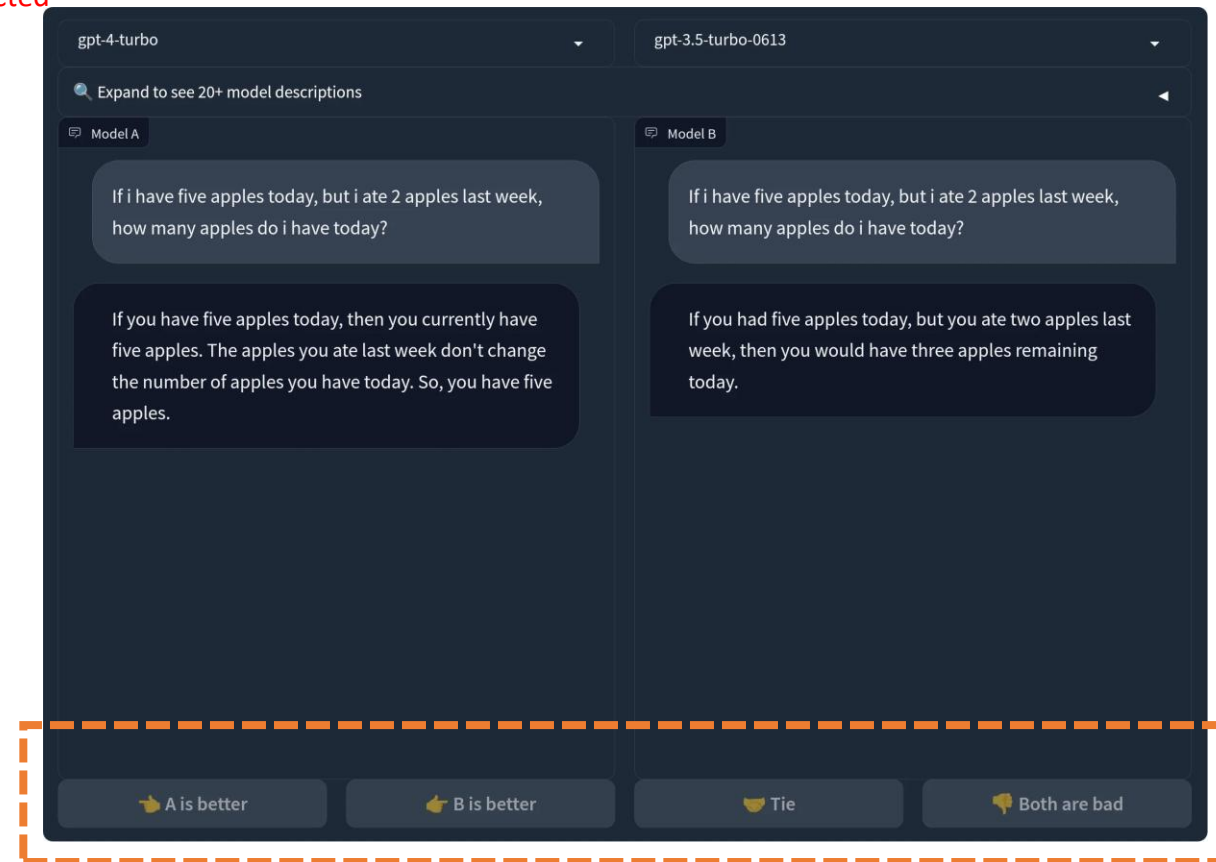 gpt-4-turbo
gpt-3.5-turbo-0613
Expand to see 20+ model descriptions
Model A
If i have five apples today, but i ate 2 apples last week,
how many apples do i have today?
If you have five apples today, then you currently have
five apples. The apples you ate last week don't change
the number of apples you have today. So, you have five
apples.
Model B
If i have five apples today, but i ate 2 apples last week,
how many apples do i have today?
If you had five apples today, but you ate two apples last
week, then you would have three apples remaining
today.
A is better
B is better
Tie
Both are bad